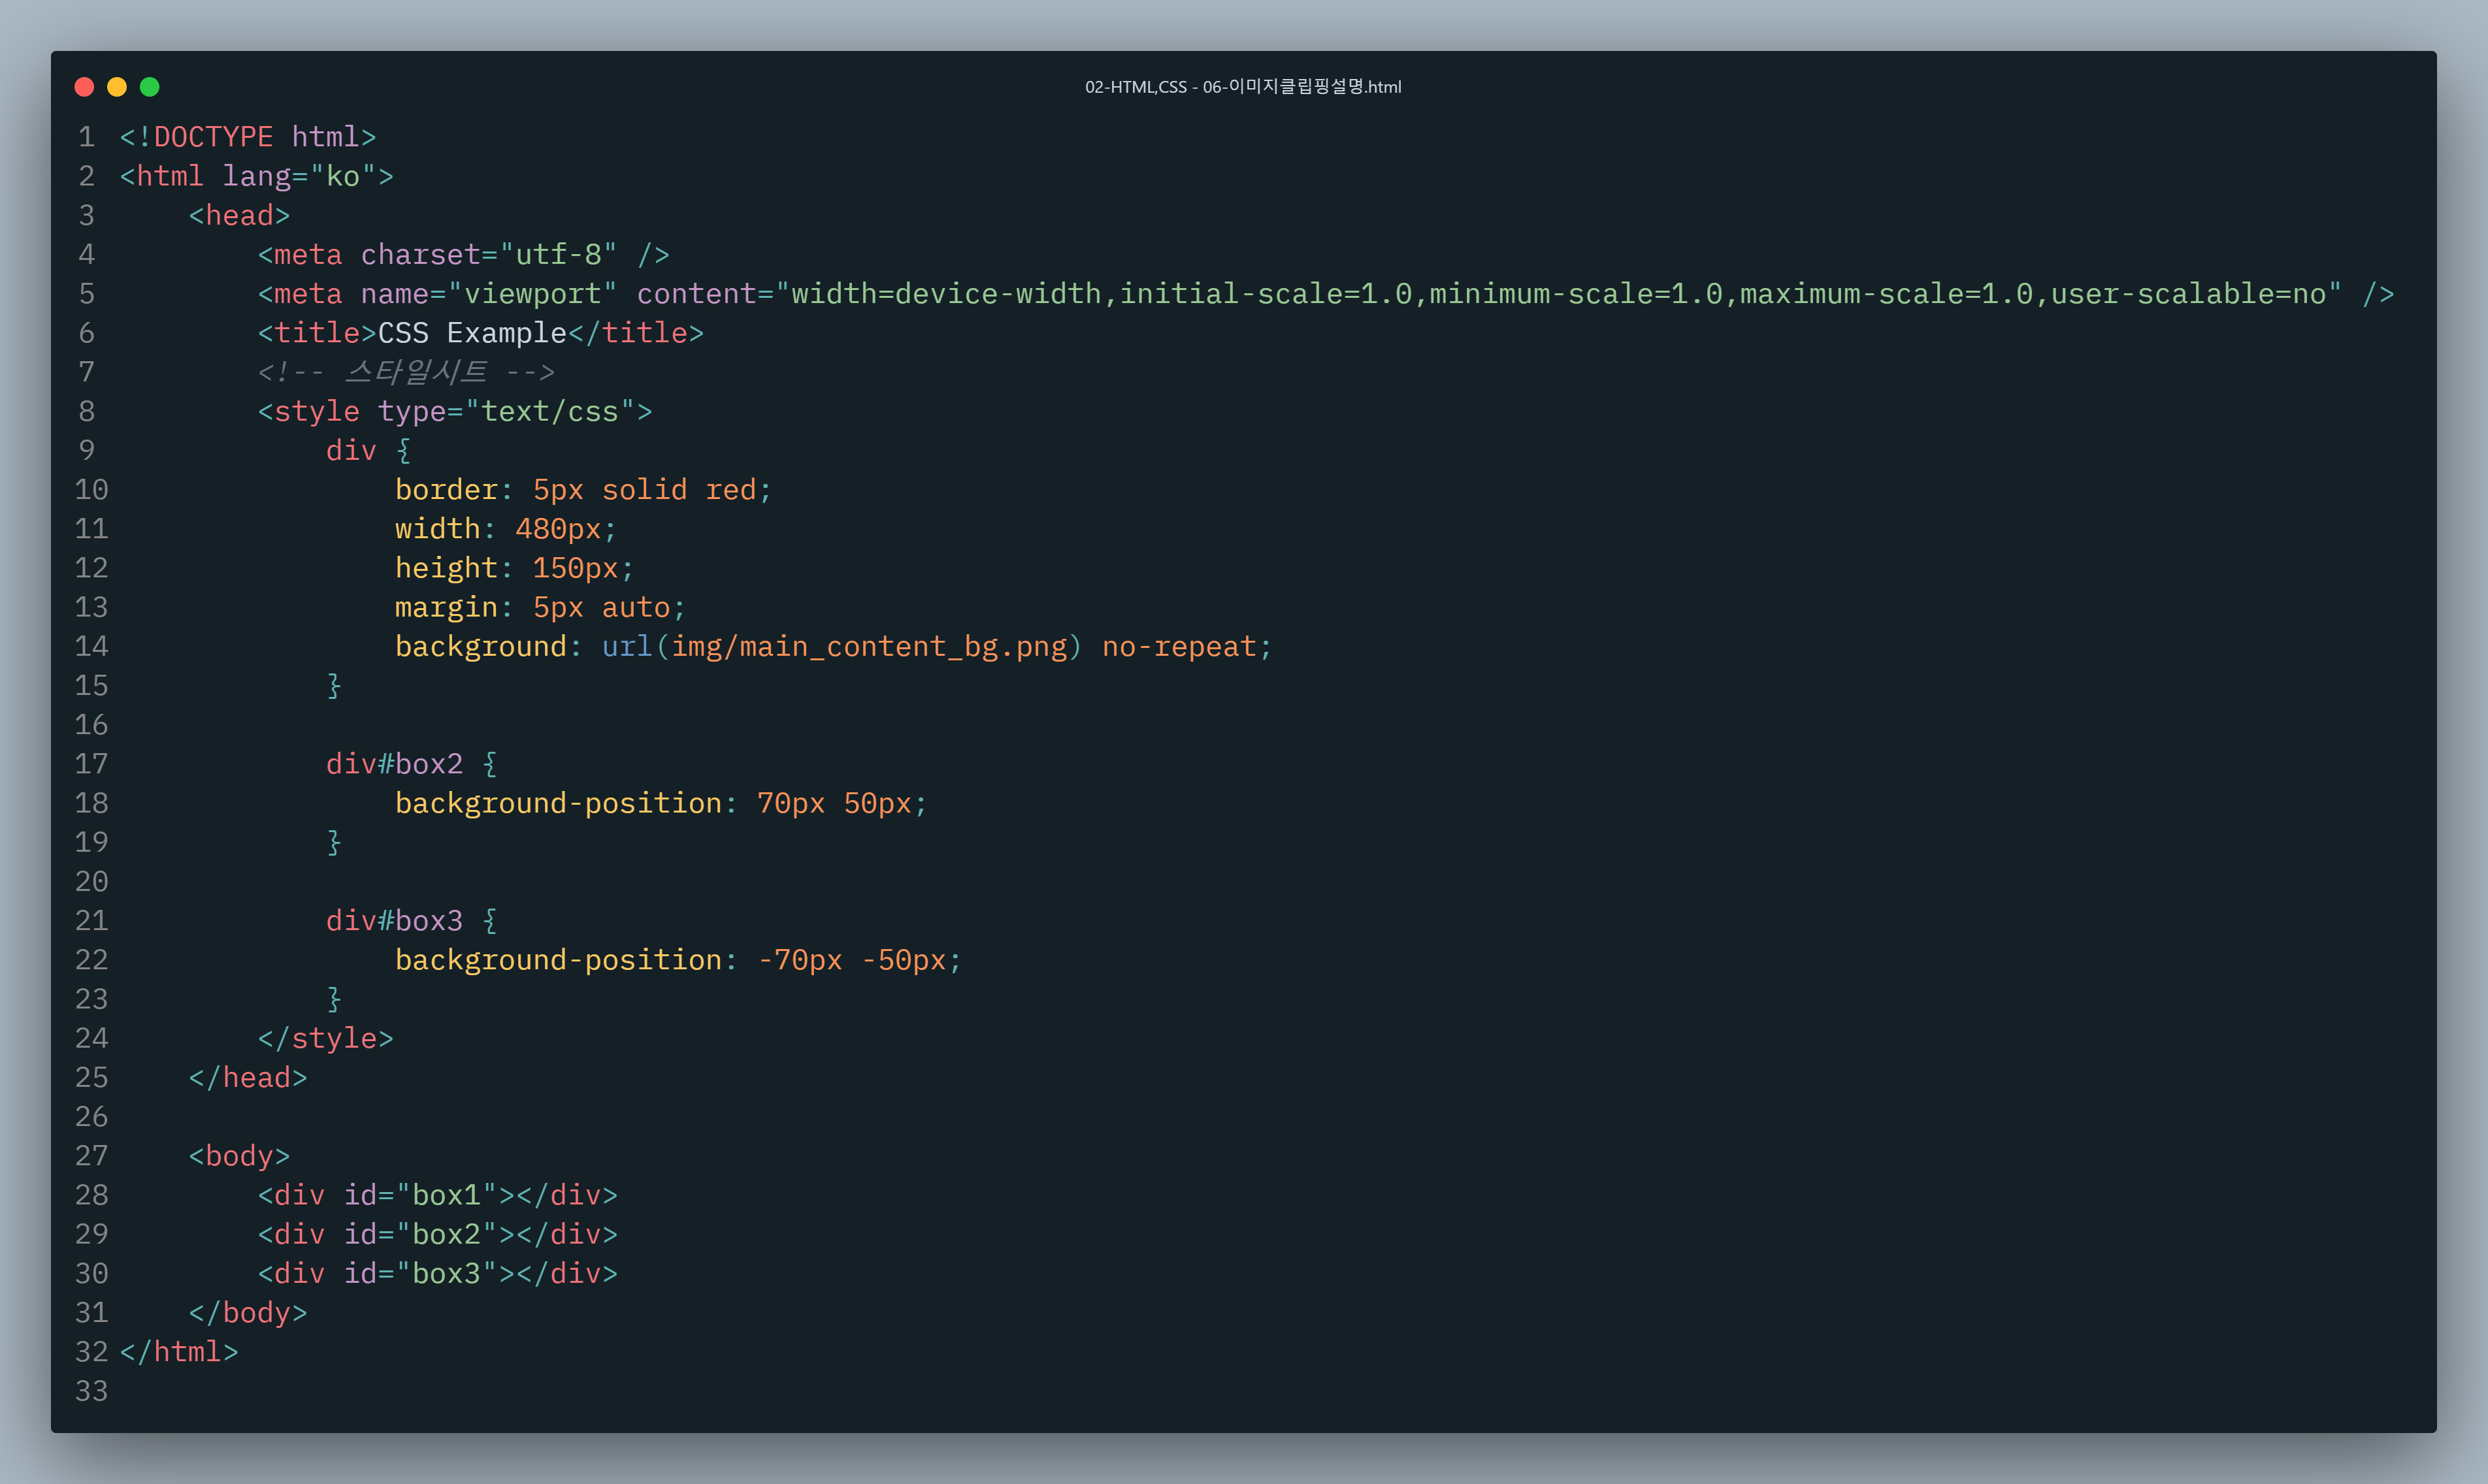 02-HTML,CSS - 06-이미지클립핑설명.html
1 <!DOCTYPE html>
2 <html lang="ko">
3     <head>
4         <meta charset="utf-8" />
5         <meta name="viewport" content="width=device-width,initial-scale=1.0,minimum-scale=1.0,maximum-scale=1.0,user-scalable=no" />
6         <title>CSS Example</title>
7         <!-- 스타일시트 -->
8         <style type="text/css">
9             div {
10                 border: 5px solid red;
11                 width: 480px;
12                 height: 150px;
13                 margin: 5px auto;
14                 background: url(img/main_content_bg.png) no-repeat;
15             }
16
17             div#box2 {
18                 background-position: 70px 50px;
19             }
20
21             div#box3 {
22                 background-position: -70px -50px;
23             }
24         </style>
25     </head>
26
27     <body>
28         <div id="box1"></div>
29         <div id="box2"></div>
30         <div id="box3"></div>
31     </body>
32 </html>
33